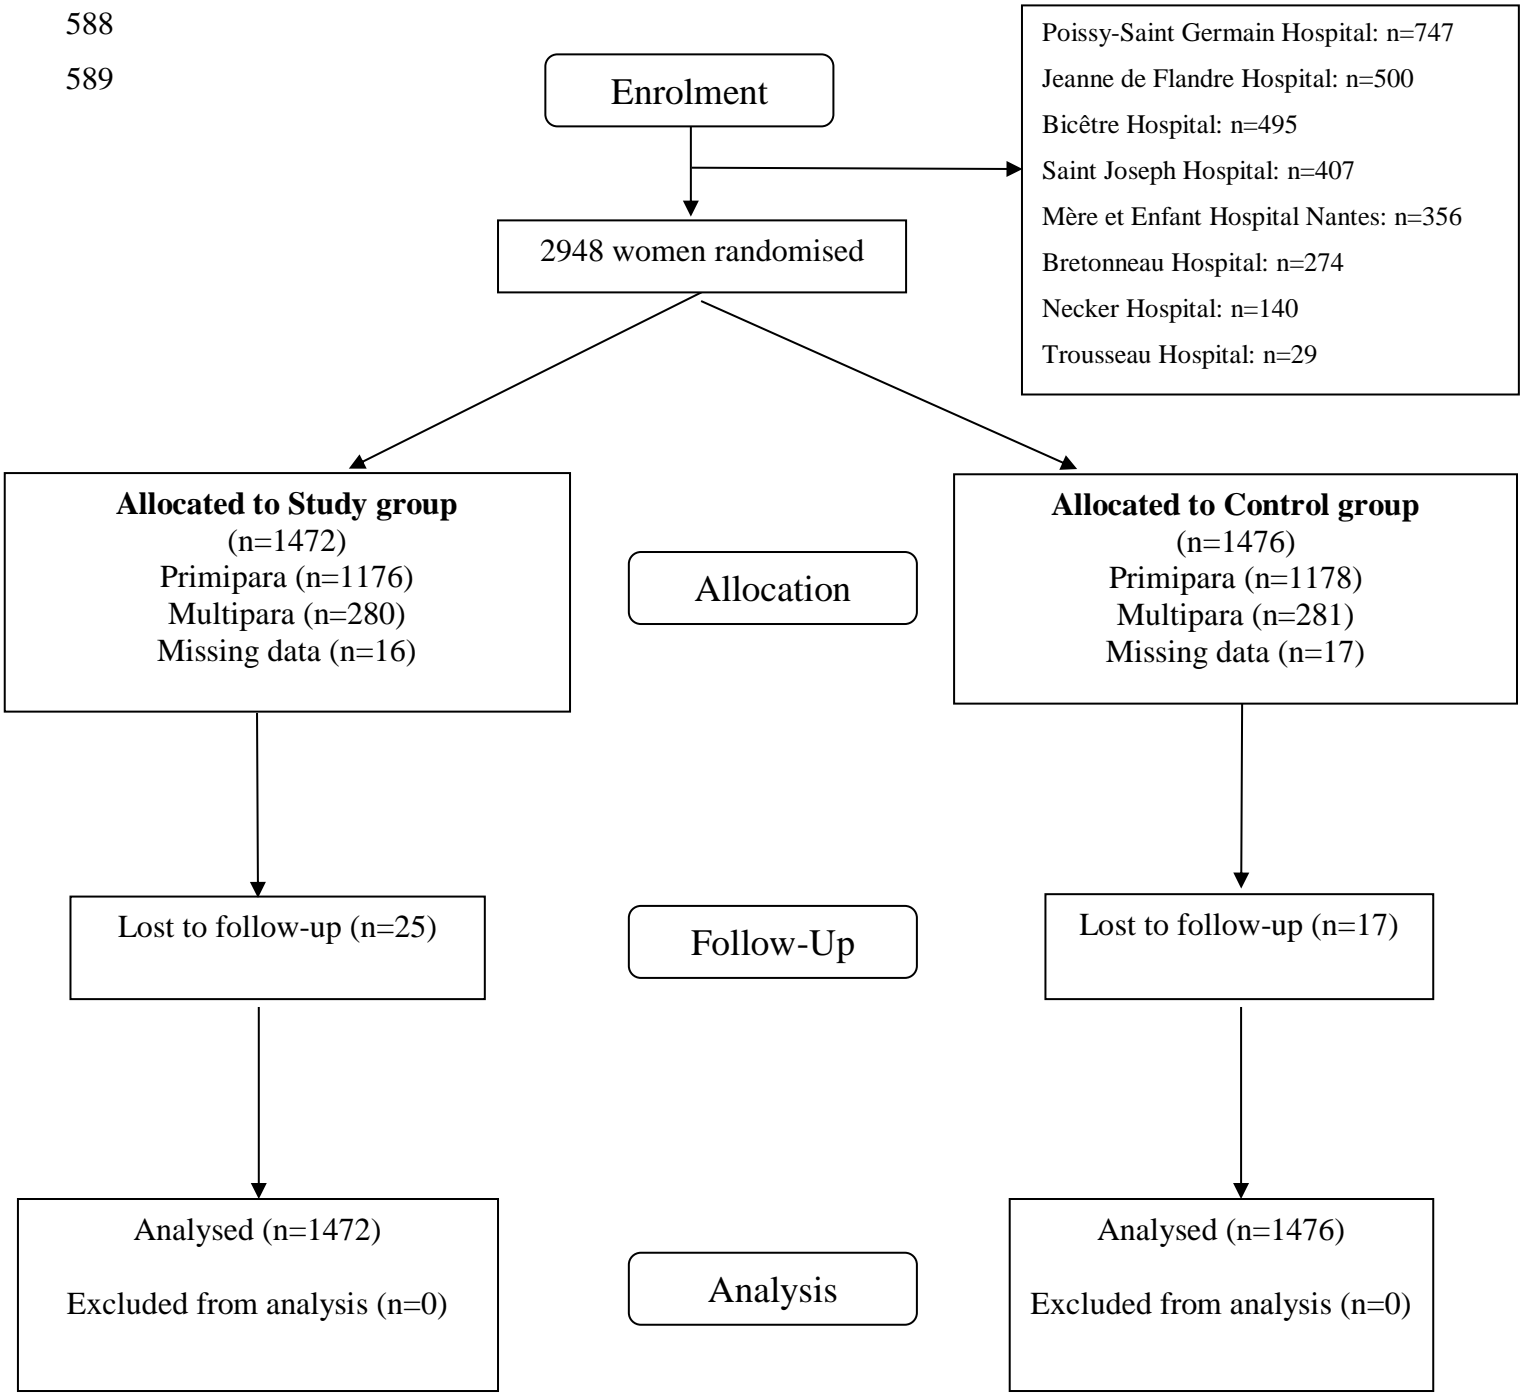 588
589
Enrolment
Poissy-Saint Germain Hospital: n=747
Jeanne de Flandre Hospital: n=500
Bicêtre Hospital: n=495
Saint Joseph Hospital: n=407
Mère et Enfant Hospital Nantes: n=356
Bretonneau Hospital: n=274
Necker Hospital: n=140
Trousseau Hospital: n=29
2948 women randomised
Allocated to Study group
(n=1472)
Primipara (n=1176)
Multipara (n=280)
Missing data (n=16)
Allocation
Allocated to Control group
(n=1476)
Primipara (n=1178)
Multipara (n=281)
Missing data (n=17)
Lost to follow-up (n=25)
Follow-Up
Lost to follow-up (n=17)
Analysed (n=1472)
Excluded from analysis (n=0)
Analysis
Analysed (n=1476)
Excluded from analysis (n=0)